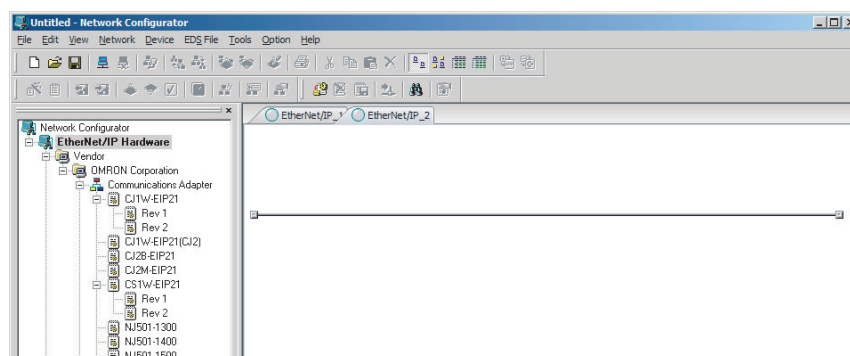 Untitled - Network Configurator
File Edit View Network Device EDS File Tools Option Help
EtherNet/IP_1 EtherNet/IP_2
Network Configurator
EtherNet/IP Hardware
Vendor
OMRON Corporation
Communications Adapter
CJ1W-EIP21
Rev 1
Rev 2
CJ1W-EIP21(CJ2)
CJ2B-EIP21
CJ2M-EIP21
CS1W-EIP21
Rev 1
Rev 2
NJ501-1300
NJ501-1400
NJ501-1500